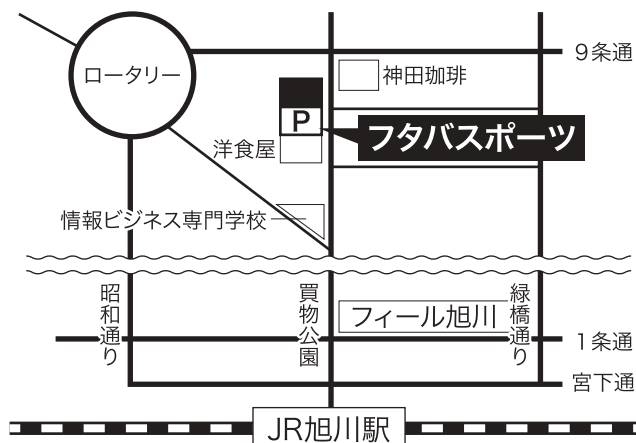 9条通
ロータリー
神田珈琲
P
フタバスポーツ
洋食屋
情報ビジネス専門学校
昭和通り
買物公園
緑橋通り
フィール旭川
1条通
宮下通
JR旭川駅